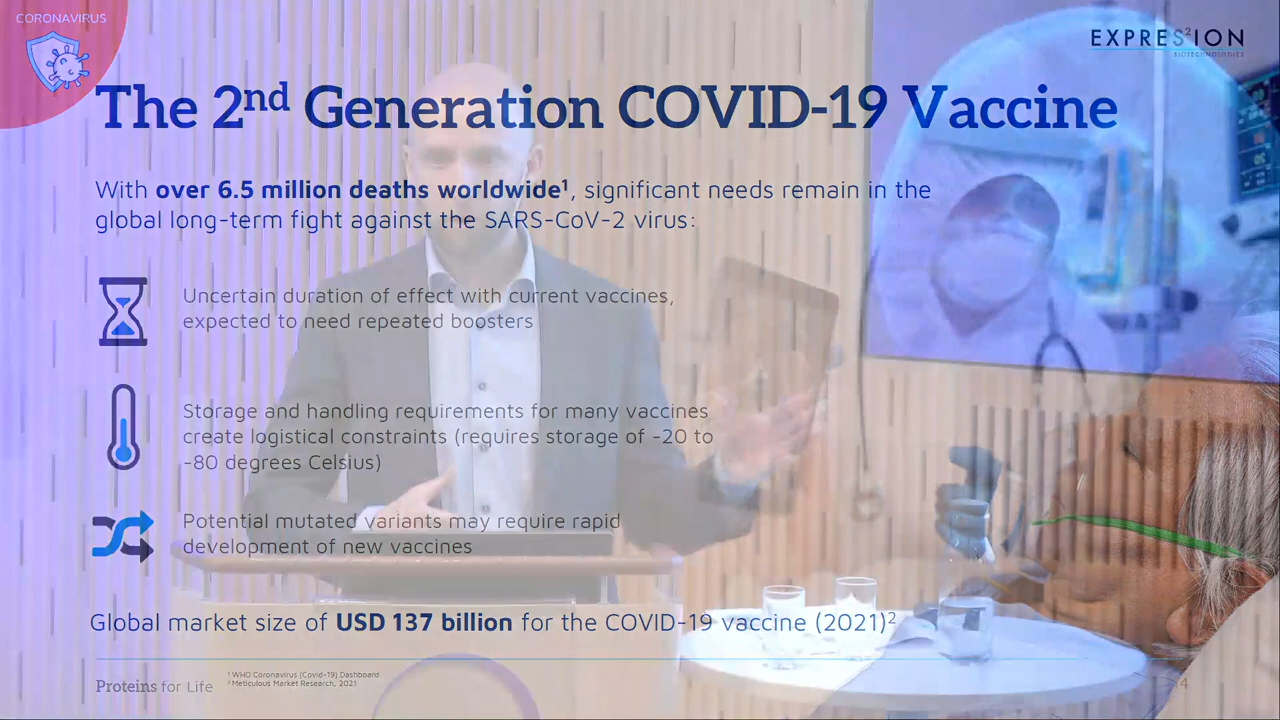 CORONAVIRUS
EXPRES²ION
BIOTECHNOLOGIES
The 2nd Generation COVID-19 Vaccine
With over 6.5 million deaths worldwide¹, significant needs remain in the
global long-term fight against the SARS-CoV-2 virus:
Uncertain duration of effect with current vaccines,
expected to need repeated boosters
Storage and handling requirements for many vaccines
create logistical constraints (requires storage of -20 to
-80 degrees Celsius)
Potential mutated variants may require rapid
development of new vaccines
Global market size of USD 137 billion for the COVID-19 vaccine (2021)²
Proteins for Life
¹ WHO Coronavirus (Covid-19) Dashboard
² Meticulous Market Research, 2021